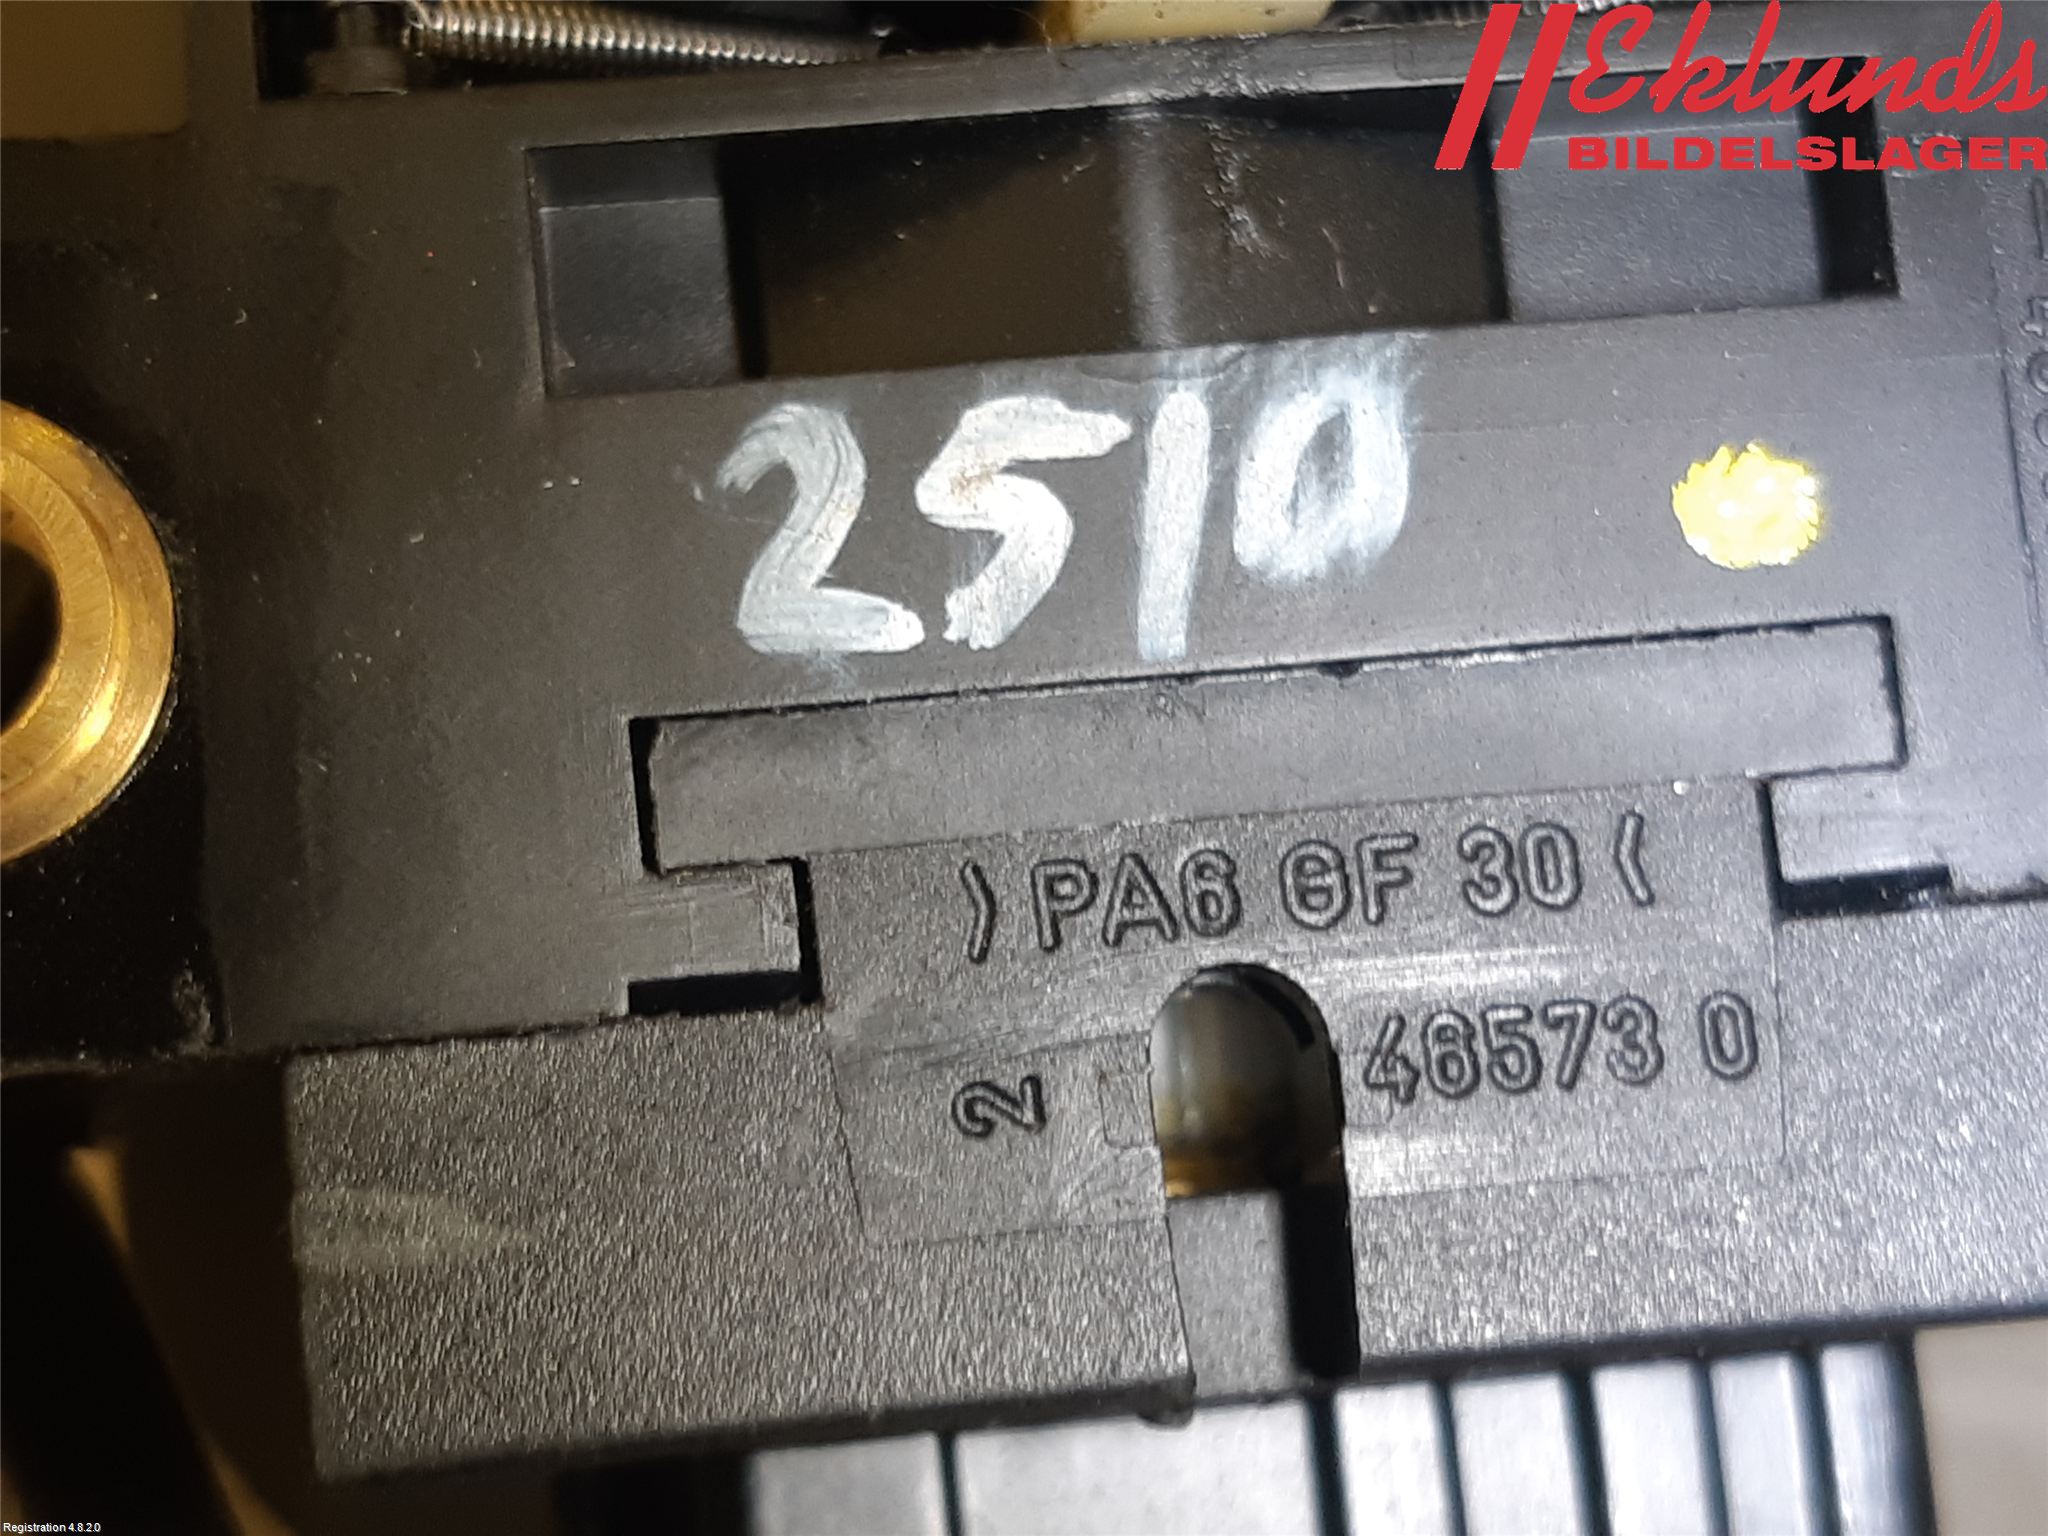 Eklunds
BILDELSLAGER
2510
>PA6 GF 30<
2
46573 0
Registration 4.8.2.0